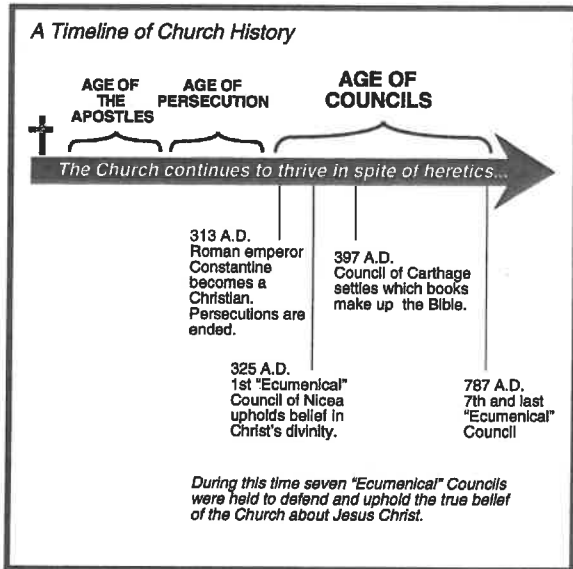 A Timeline of Church History
AGE OF
THE
APOSTLES
AGE OF
PERSECUTION
AGE OF
COUNCILS
The Church continues to thrive in spite of heretics...
313 A.D.
Roman emperor
Constantine
becomes a
Christian.
Persecutions are
ended.
397 A.D.
Council of Carthage
settles which books
make up the Bible.
325 A.D.
1st "Ecumenical"
Council of Nicea
upholds belief in
Christ's divinity.
787 A.D.
7th and last
"Ecumenical"
Council
During this time seven "Ecumenical" Councils
were held to defend and uphold the true belief
of the Church about Jesus Christ.